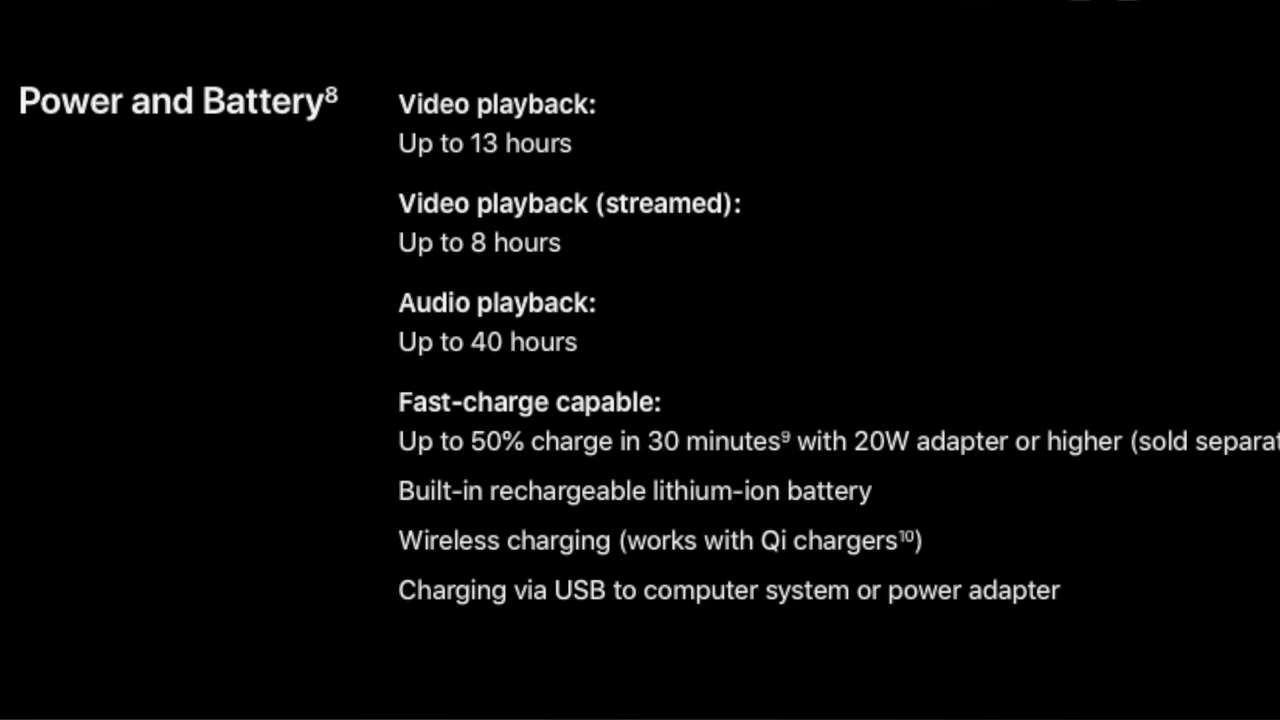 Power and Battery⁸
Video playback:
Up to 13 hours
Video playback (streamed):
Up to 8 hours
Audio playback:
Up to 40 hours
Fast-charge capable:
Up to 50% charge in 30 minutes⁹ with 20W adapter or higher (sold separat
Built-in rechargeable lithium-ion battery
Wireless charging (works with Qi chargers¹⁰)
Charging via USB to computer system or power adapter